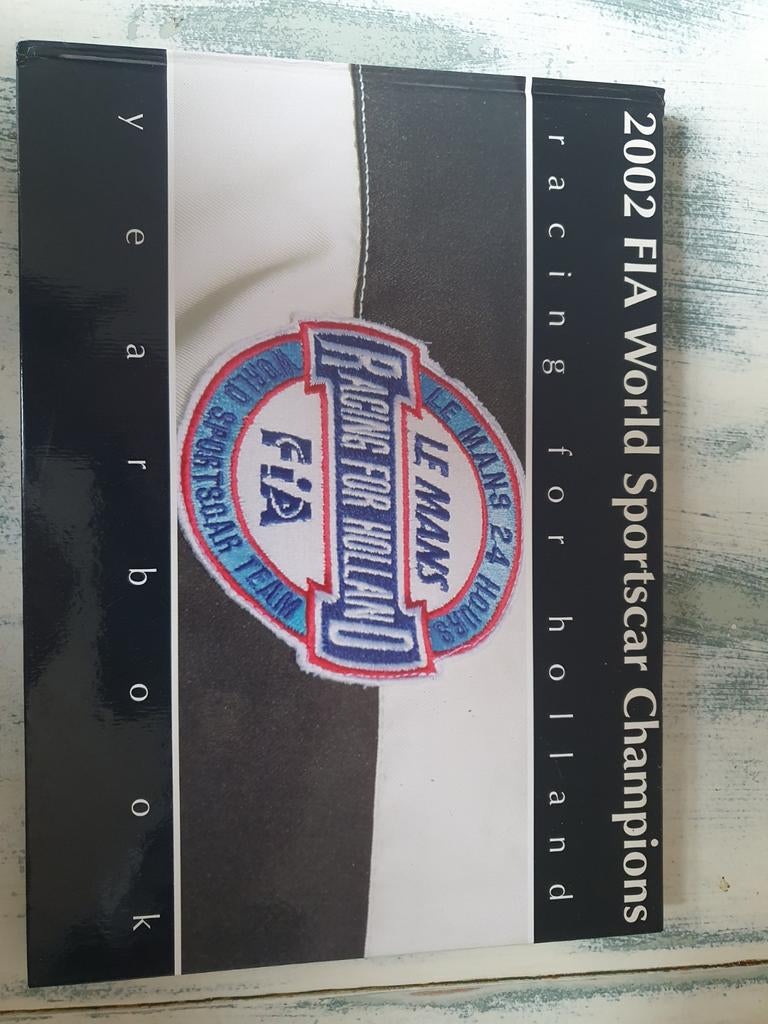 2002 FIA World Sportscar Champions
racing for holland
LE MANS 24 HOURS
LE MANS
RACING FOR HOLLAND
FIA
WORLD SPORTSCAR TEAM
yearbook